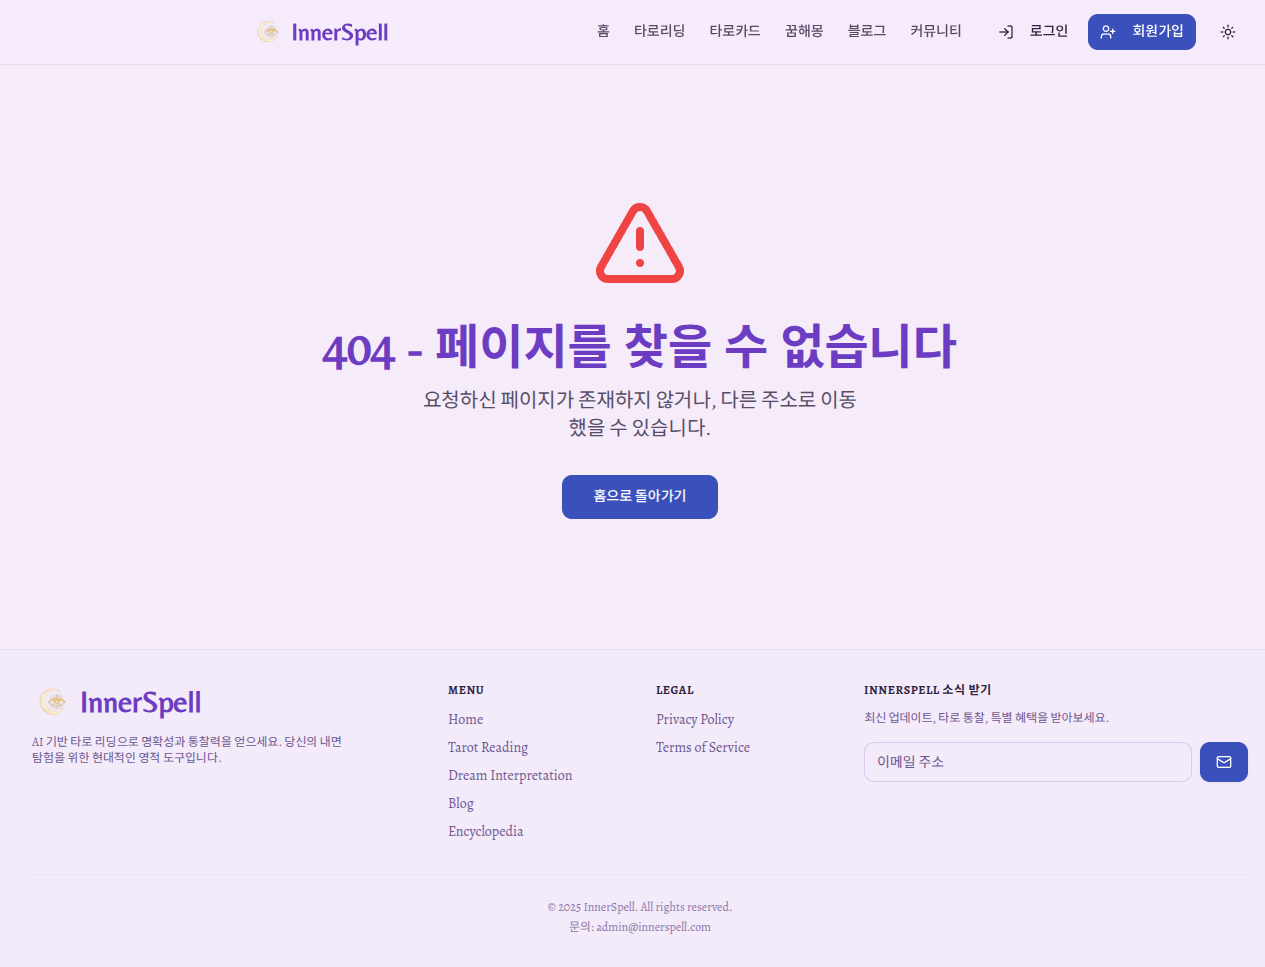 InnerSpell
홈 타로리딩 타로카드 꿈해몽 블로그 커뮤니티 로그인 회원가입
404 - 페이지를 찾을 수 없습니다
요청하신 페이지가 존재하지 않거나, 다른 주소로 이동
했을 수 있습니다.
홈으로 돌아가기
InnerSpell
AI 기반 타로 리딩으로 명확성과 통찰력을 얻으세요. 당신의 내면
탐험을 위한 현대적인 영적 도구입니다.
MENU
Home
Tarot Reading
Dream Interpretation
Blog
Encyclopedia
LEGAL
Privacy Policy
Terms of Service
INNERSPELL 소식 받기
최신 업데이트, 타로 통찰, 특별 혜택을 받아보세요.
이메일 주소
© 2025 InnerSpell. All rights reserved.
문의: admin@innerspell.com